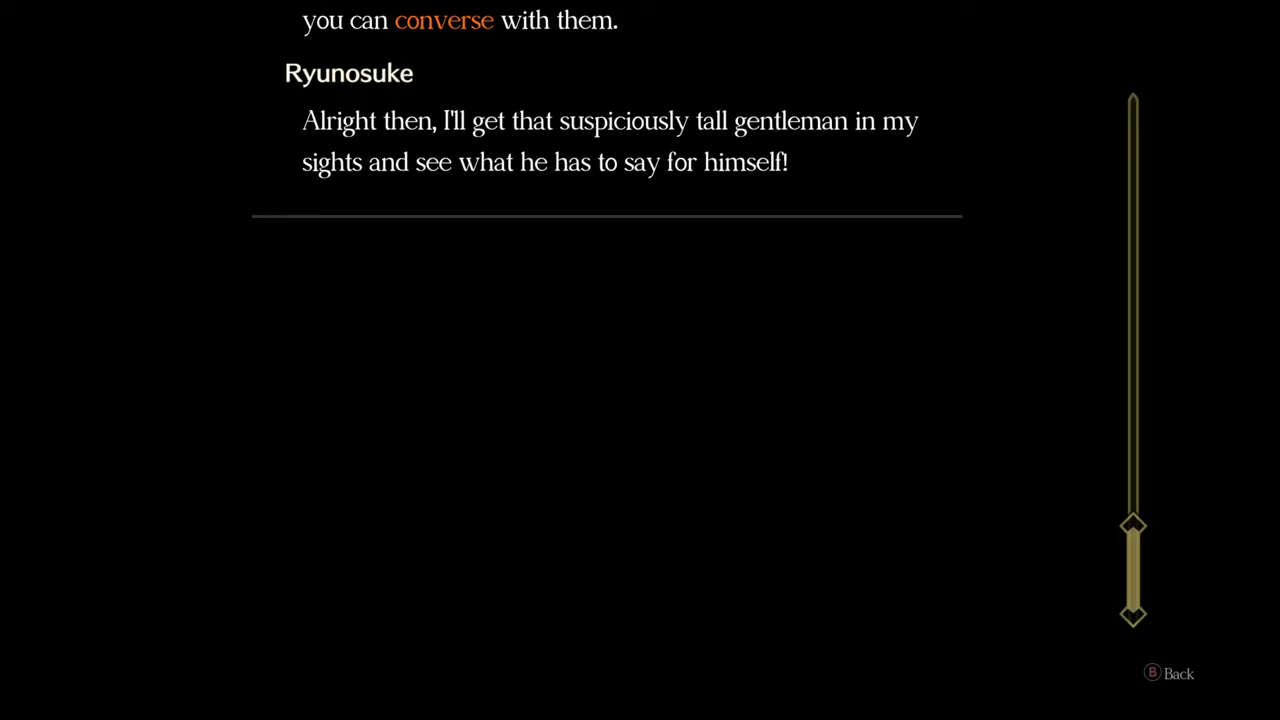 you can converse with them.
Ryunosuke
Alright then, I'll get that suspiciously tall gentleman in my
sights and see what he has to say for himself!
B Back